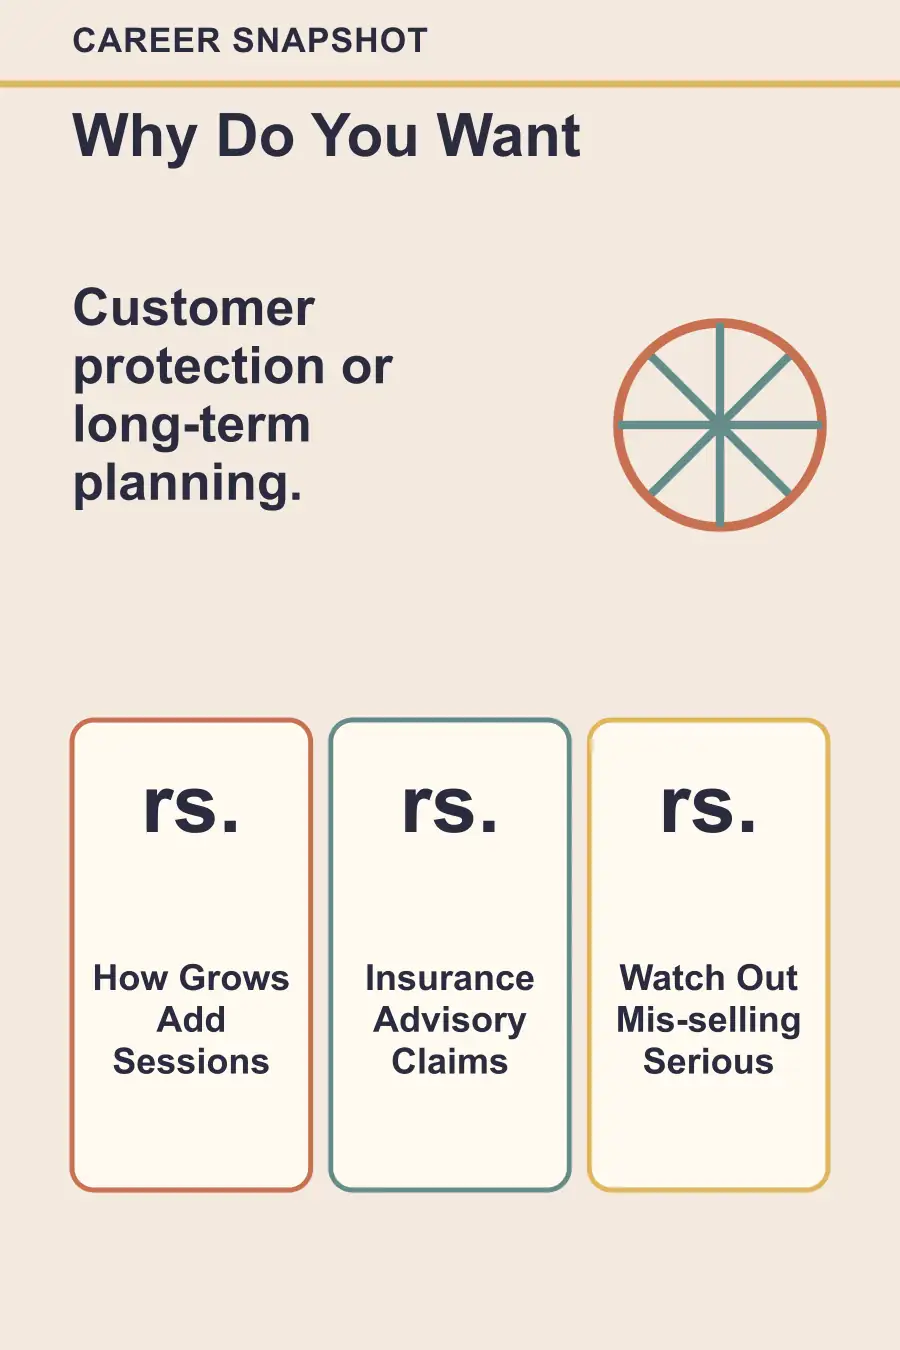 CAREER SNAPSHOT
Why Do You Want
Customer
protection or
long-term
planning.
rs.
How Grows
Add
Sessions
rs.
Insurance
Advisory
Claims
rs.
Watch Out
Mis-selling
Serious